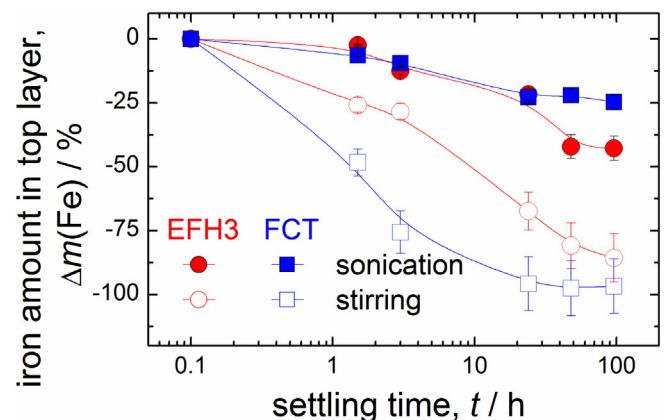 iron amount in top layer,
Δm(Fe) / %
0
-25
-50
-75
-100
EFH3 FCT
sonication
stirring
0.1 1 10 100
settling time, t / h